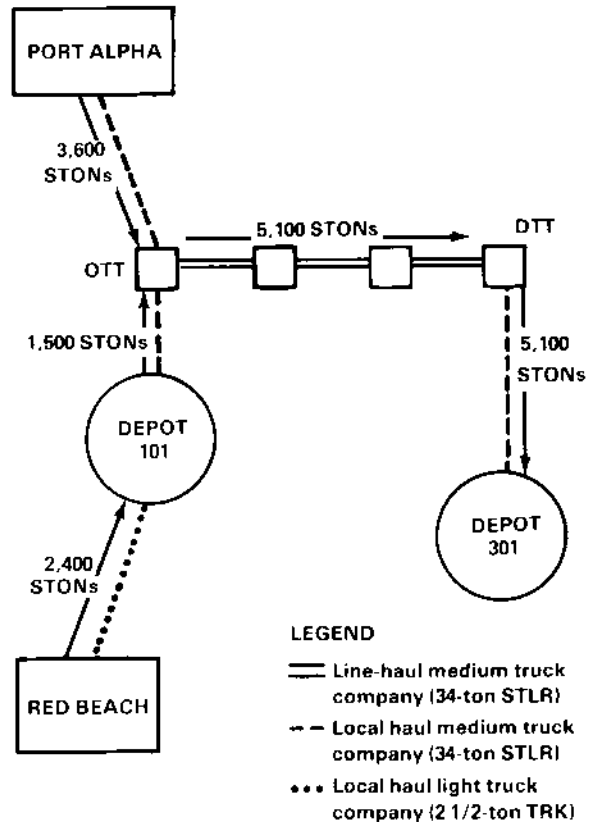 PORT ALPHA
3,600
STONs
5,100 STONs
DTT
OTT
1,500 STONs
5,100
STONs
DEPOT
101
DEPOT
301
2,400
STONs
LEGEND
Line-haul medium truck
company (34-ton STLR)
Local haul medium truck
company (34-ton STLR)
Local haul light truck
company (2 1/2-ton TRK)
RED BEACH